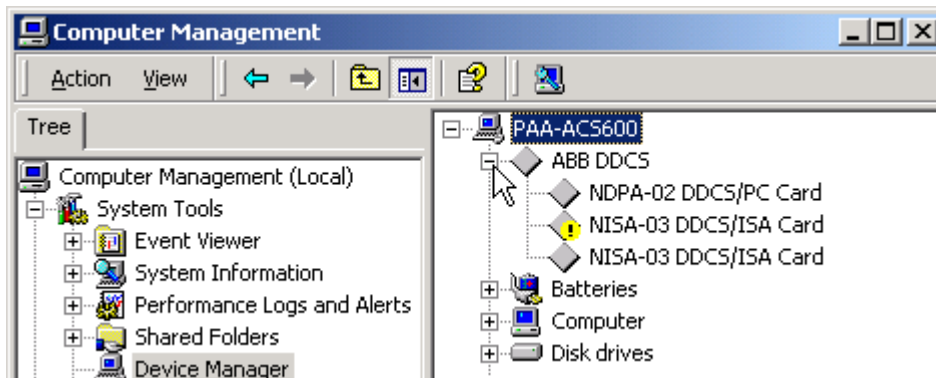 Computer Management
Action View
Tree
Computer Management (Local)
System Tools
Event Viewer
System Information
Performance Logs and Alerts
Shared Folders
Device Manager
PAA-ACS600
ABB DDCS
NDPA-02 DDCS/PC Card
NISA-03 DDCS/ISA Card
NISA-03 DDCS/ISA Card
Batteries
Computer
Disk drives